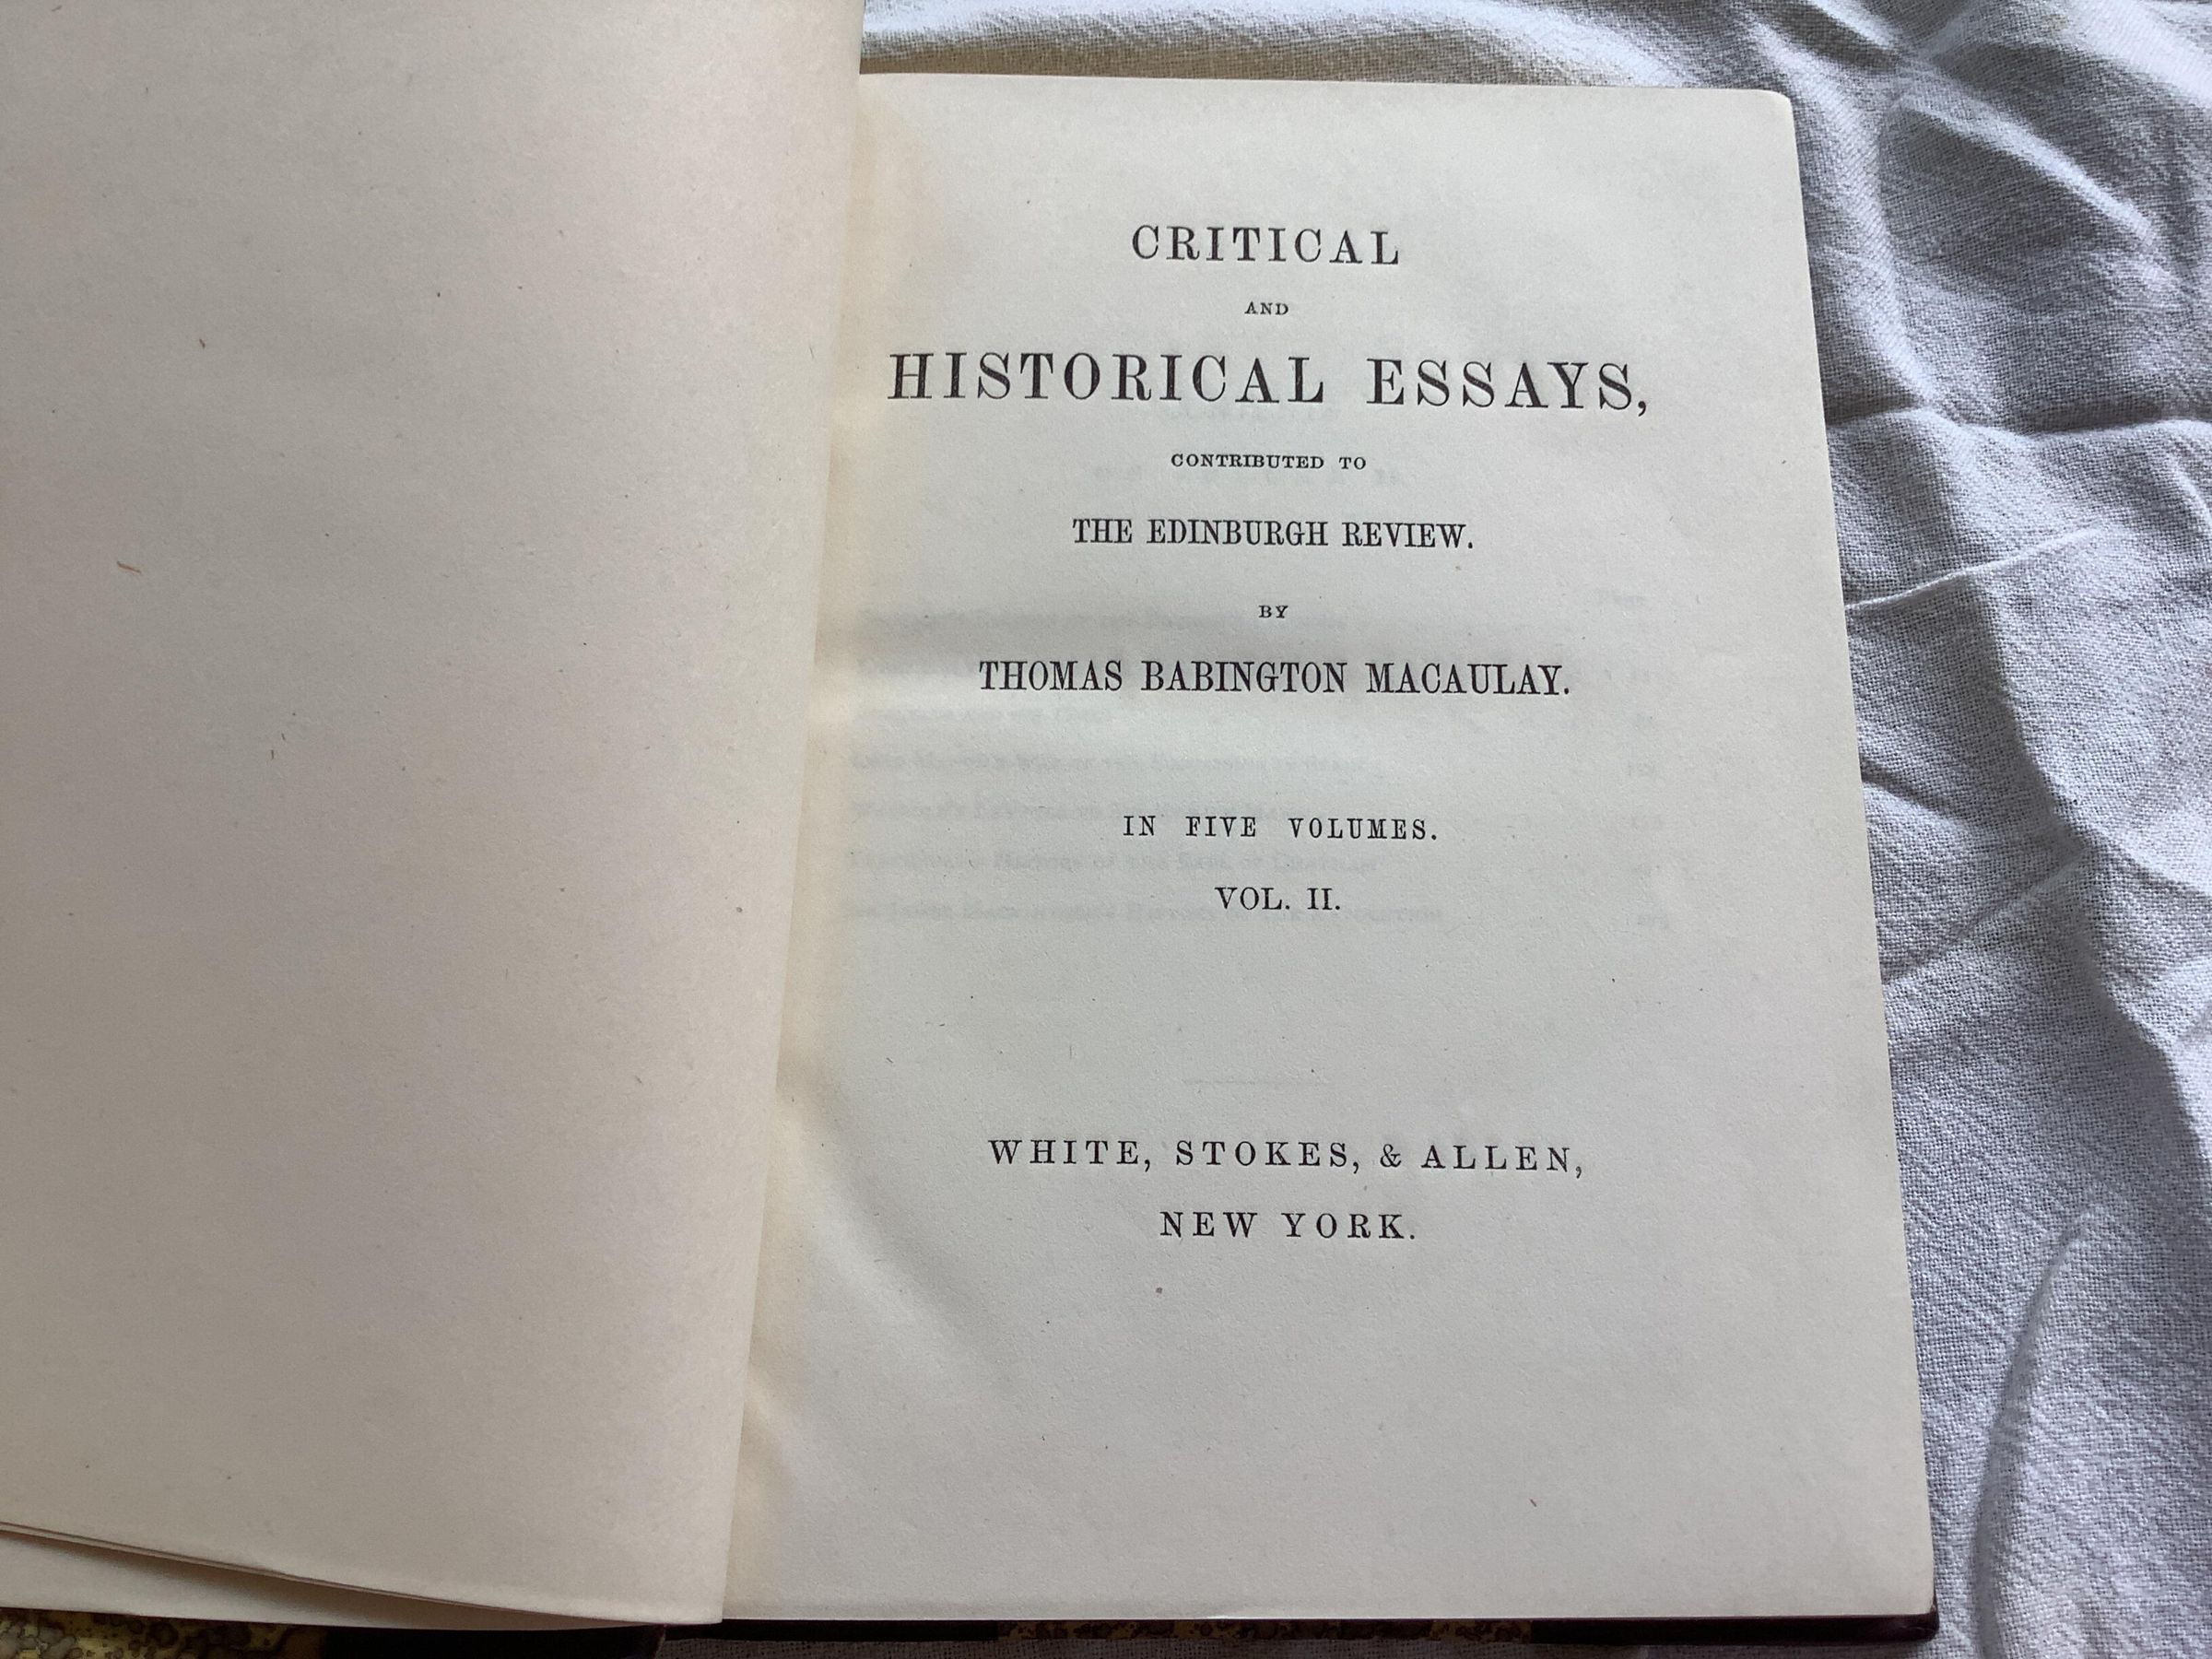 CRITICAL
AND
HISTORICAL ESSAYS,
CONTRIBUTED TO
THE EDINBURGH REVIEW.
BY
THOMAS BABINGTON MACAULAY.
IN FIVE VOLUMES.
VOL. II.
WHITE, STOKES, & ALLEN,
NEW YORK.